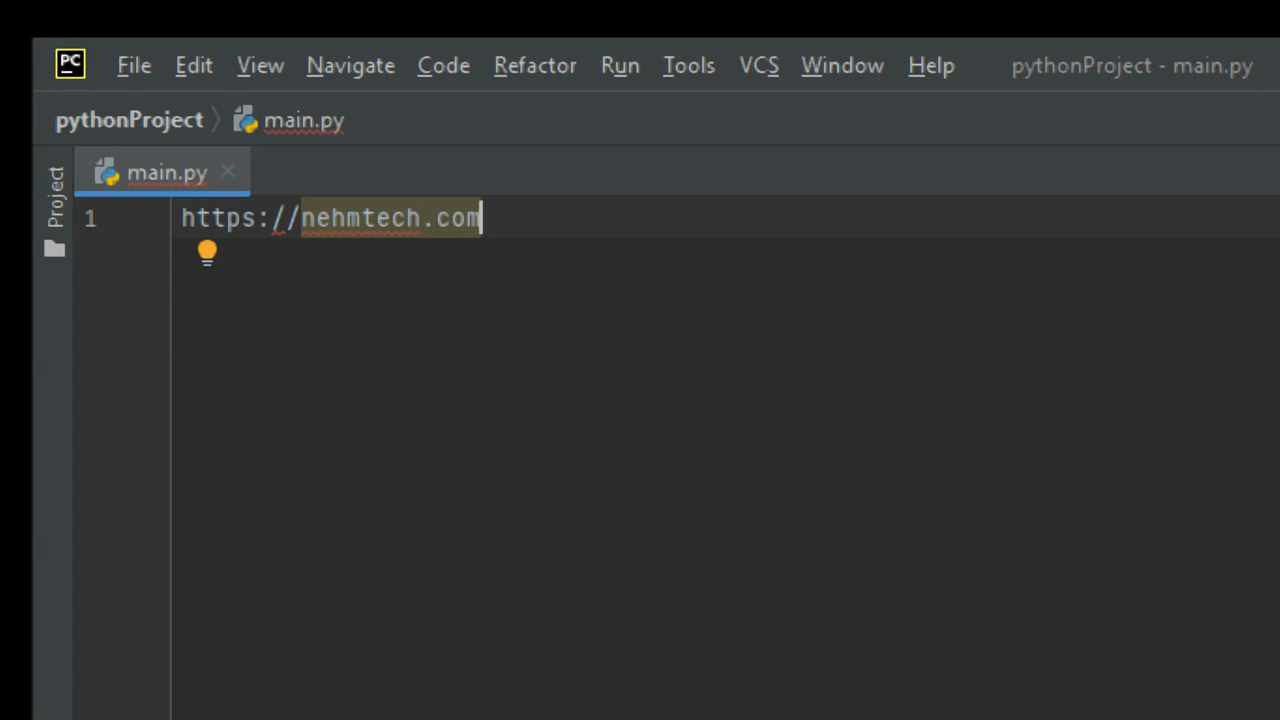 PC File Edit View Navigate Code Refactor Run Tools VCS Window Help pythonProject - main.py
pythonProject main.py
main.py
Project
1 https://nehmtech.com